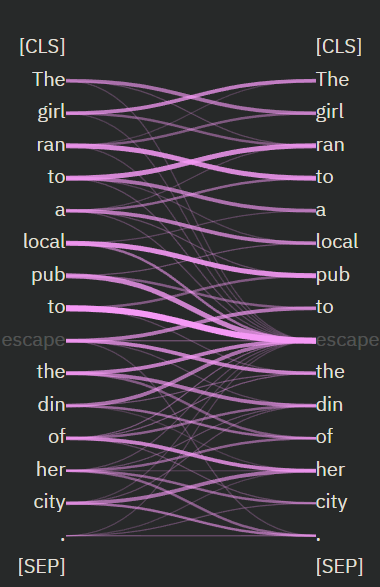 [CLS] [CLS]
The The
girl girl
ran ran
to to
a a
local local
pub pub
to to
escape escape
the the
din din
of of
her her
city city
. .
[SEP] [SEP]